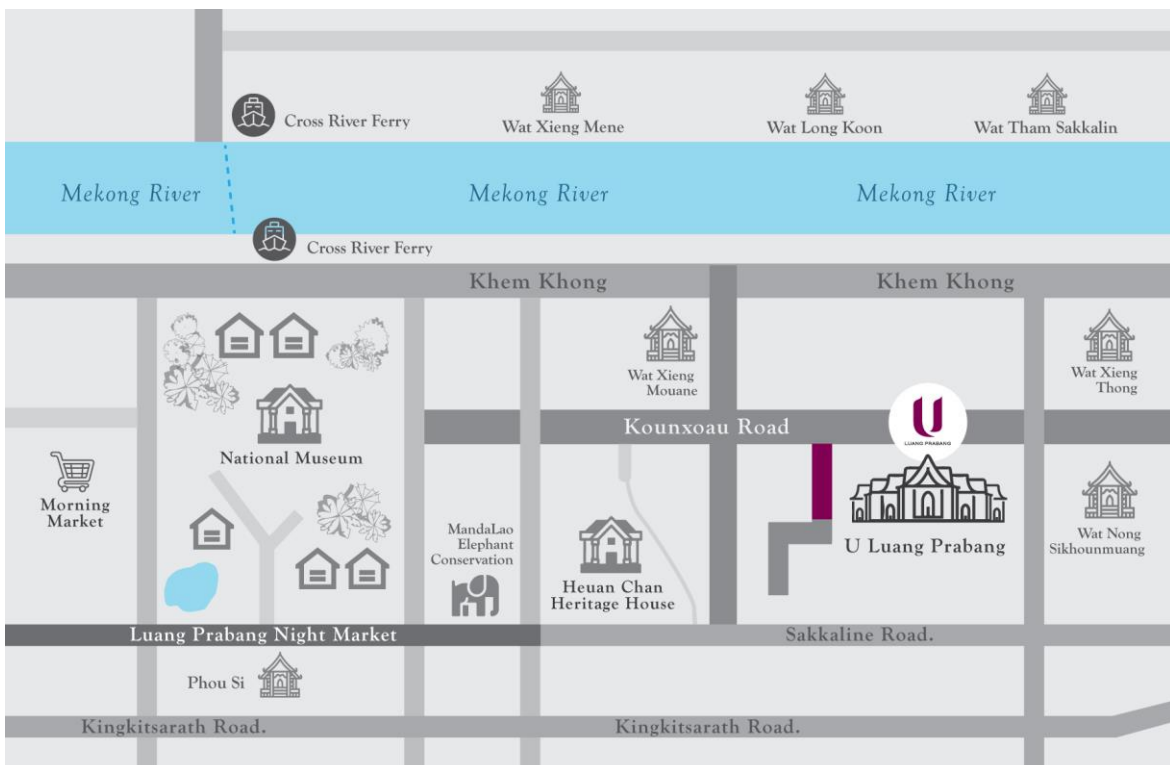 Cross River Ferry
Wat Xieng Mene
Wat Long Koon
Wat Tham Sakkalin
Mekong River
Mekong River
Mekong River
Cross River Ferry
Khem Khong
Khem Khong
Wat Xieng
Mouane
Wat Xieng
Thong
Kounxoau Road
U
LUANG PRABANG
National Museum
Morning
Market
MandaLao
Elephant
Conservation
Heuan Chan
Heritage House
U Luang Prabang
Wat Nong
Sikhounmuang
Luang Prabang Night Market
Sakkaline Road.
Phou Si
Kingkitsarath Road.
Kingkitsarath Road.